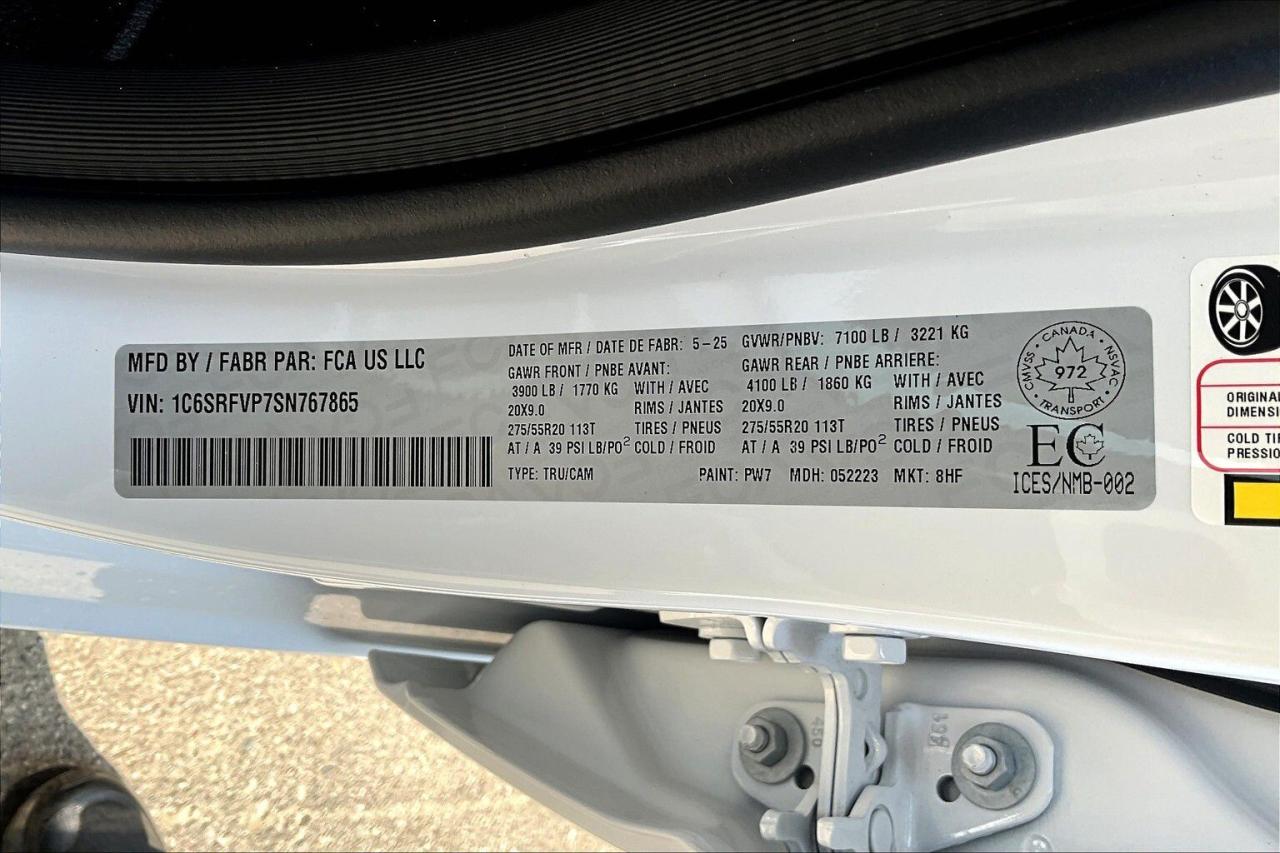 MFD BY / FABR PAR: FCA US LLC
VIN: 1C6SRFVP7SN767865
DATE OF MFR / DATE DE FABR: 5-25
GAWR FRONT / PNBE AVANT:
3900 LB / 1770 KG WITH / AVEC
20X9.0 RIMS / JANTES
275/55R20 113T TIRES / PNEUS
AT / A 39 PSI LB/PO² COLD / FROID
TYPE: TRU/CAM
GVWR/PNBV: 7100 LB / 3221 KG
GAWR REAR / PNBE ARRIERE:
4100 LB / 1860 KG WITH / AVEC
20X9.0 RIMS / JANTES
275/55R20 113T TIRES / PNEUS
AT / A 39 PSI LB/PO² COLD / FROID
PAINT: PW7 MDH: 052223 MKT: 8HF
CANADA
CMVSS
NSVAC
972
TRANSPORT
EC
ICES/NMB-002
ORIGINA
DIMENSI
COLD TI
PRESSIO
450